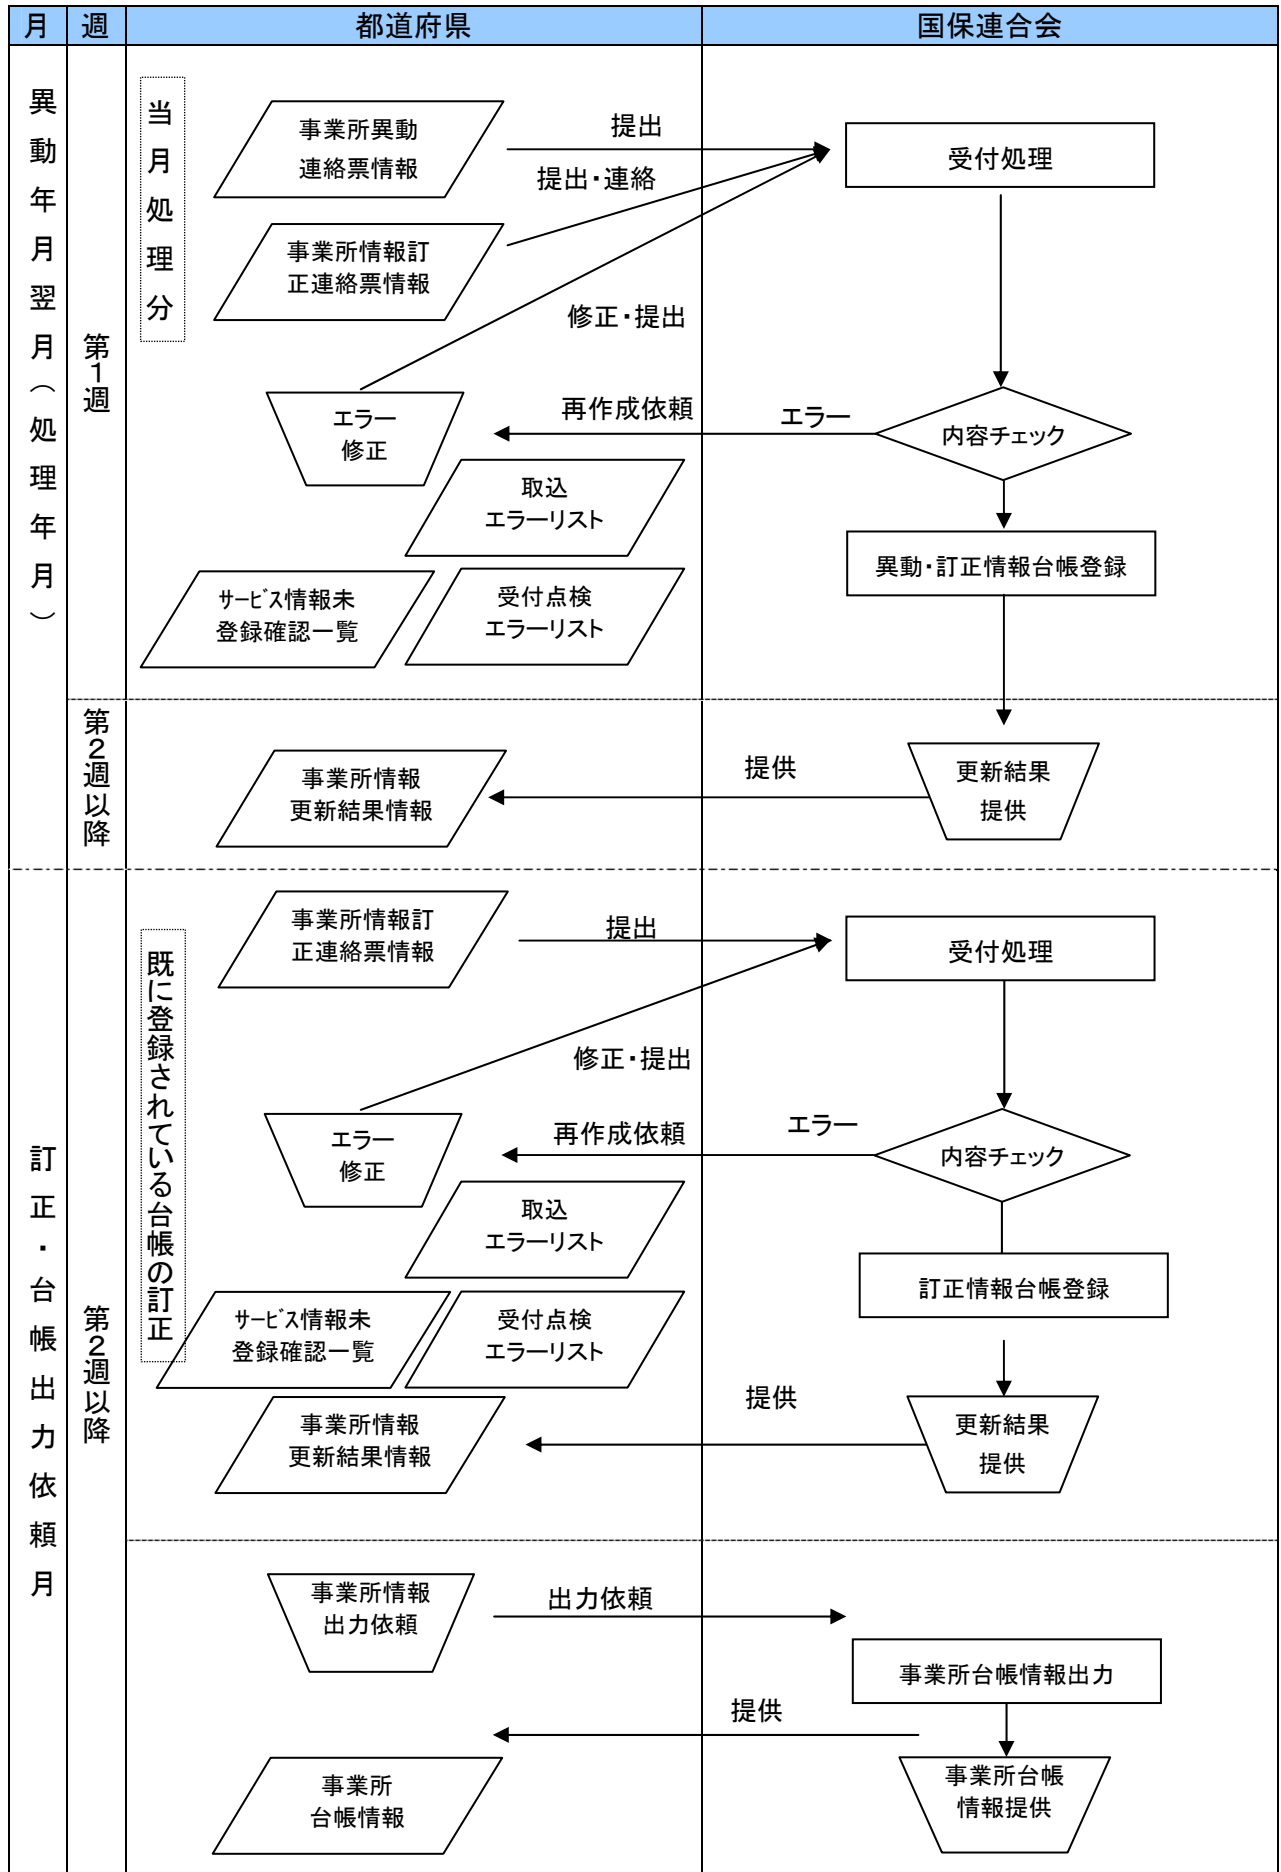 月
週
都道府県
国保連合会
異動年月翌月（処理年月）
第1週
当月処理分
事業所異動
連絡票情報
提出
受付処理
提出・連絡
事業所情報訂
正連絡票情報
修正・提出
エラー
修正
再作成依頼
エラー
内容チェック
取込
エラーリスト
異動・訂正情報台帳登録
サービス情報未
登録確認一覧
受付点検
エラーリスト
第2週以降
事業所情報
更新結果情報
提供
更新結果
提供
訂正・台帳出力依頼月
第2週以降
既に登録されている台帳の訂正
事業所情報訂
正連絡票情報
提出
受付処理
修正・提出
エラー
修正
再作成依頼
エラー
内容チェック
取込
エラーリスト
訂正情報台帳登録
サービス情報未
登録確認一覧
受付点検
エラーリスト
事業所情報
更新結果情報
提供
更新結果
提供
事業所情報
出力依頼
出力依頼
事業所台帳情報出力
提供
事業所
台帳情報
事業所台帳
情報提供